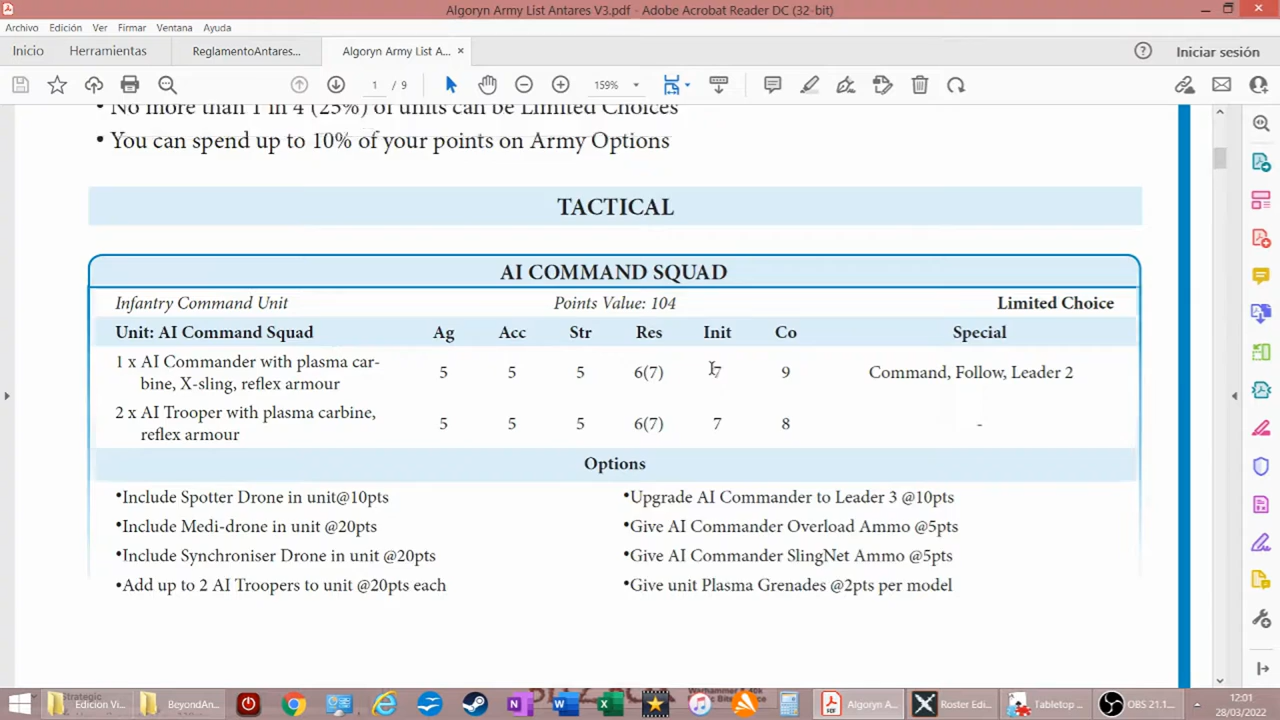 Algoryn Army List Antares V3.pdf - Adobe Acrobat Reader DC (32-bit)
Archivo Edición Ver Firmar Ventana Ayuda
Inicio Herramientas ReglamentoAntares... Algoryn Army List A... ×
Iniciar sesión
1 / 9 159%
• No more than 1 in 4 (25%) of units can be Limited Choices
• You can spend up to 10% of your points on Army Options
TACTICAL
AI COMMAND SQUAD
Infantry Command Unit Points Value: 104 Limited Choice
Unit: AI Command Squad Ag Acc Str Res Init Co Special
1 x AI Commander with plasma car-
bine, X-sling, reflex armour 5 5 5 6(7) 7 9 Command, Follow, Leader 2
2 x AI Trooper with plasma carbine,
reflex armour 5 5 5 6(7) 7 8 -
Options
•Include Spotter Drone in unit@10pts
•Include Medi-drone in unit @20pts
•Include Synchroniser Drone in unit @20pts
•Add up to 2 AI Troopers to unit @20pts each
•Upgrade AI Commander to Leader 3 @10pts
•Give AI Commander Overload Ammo @5pts
•Give AI Commander SlingNet Ammo @5pts
•Give unit Plasma Grenades @2pts per model
Edicion Vi... BeyondAn... Algoryn A... Roster Edi... Tabletop ... OBS 21.1...
12:01
28/03/2022